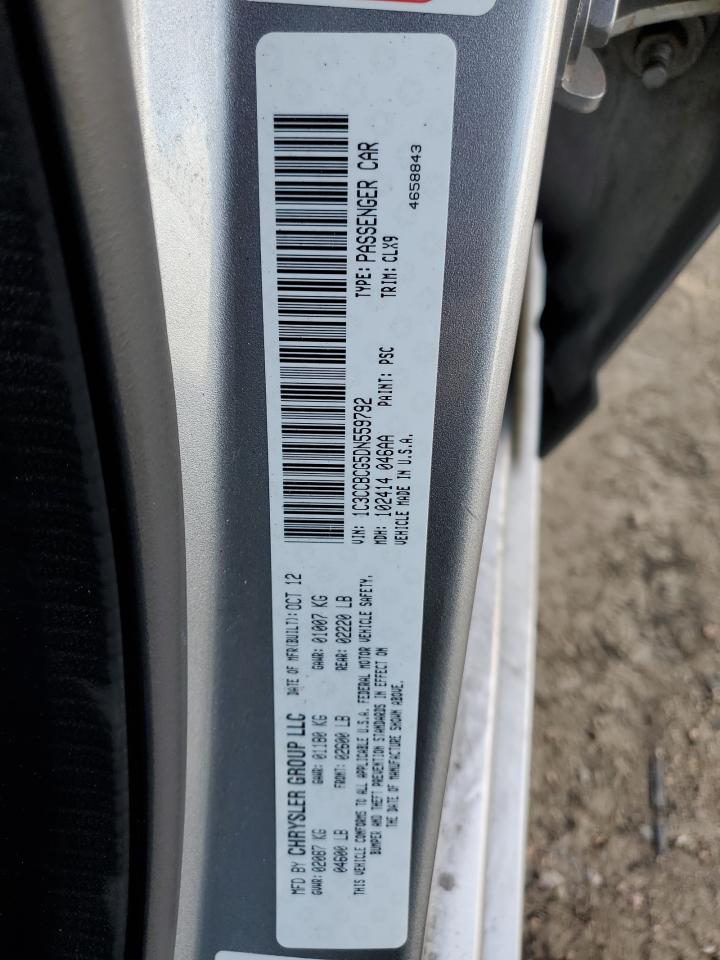 MFD BY CHRYSLER GROUP LLC DATE OF MFR(BUILT): OCT 12
GVWR: 02087 KG GAWR: 01180 KG GAWR: 01007 KG
04600 LB FRONT: 02600 LB REAR: 02220 LB
THIS VEHICLE CONFORMS TO ALL APPLICABLE U.S.A. FEDERAL MOTOR VEHICLE SAFETY,
BUMPER AND THEFT PREVENTION STANDARDS IN EFFECT ON
THE DATE OF MANUFACTURE SHOWN ABOVE.
VIN: 1C3CCBCG5DN559792 TYPE: PASSENGER CAR
MDH: 102414 046AA PAINT: PSC TRIM: CLX9
VEHICLE MADE IN U.S.A. 4658843